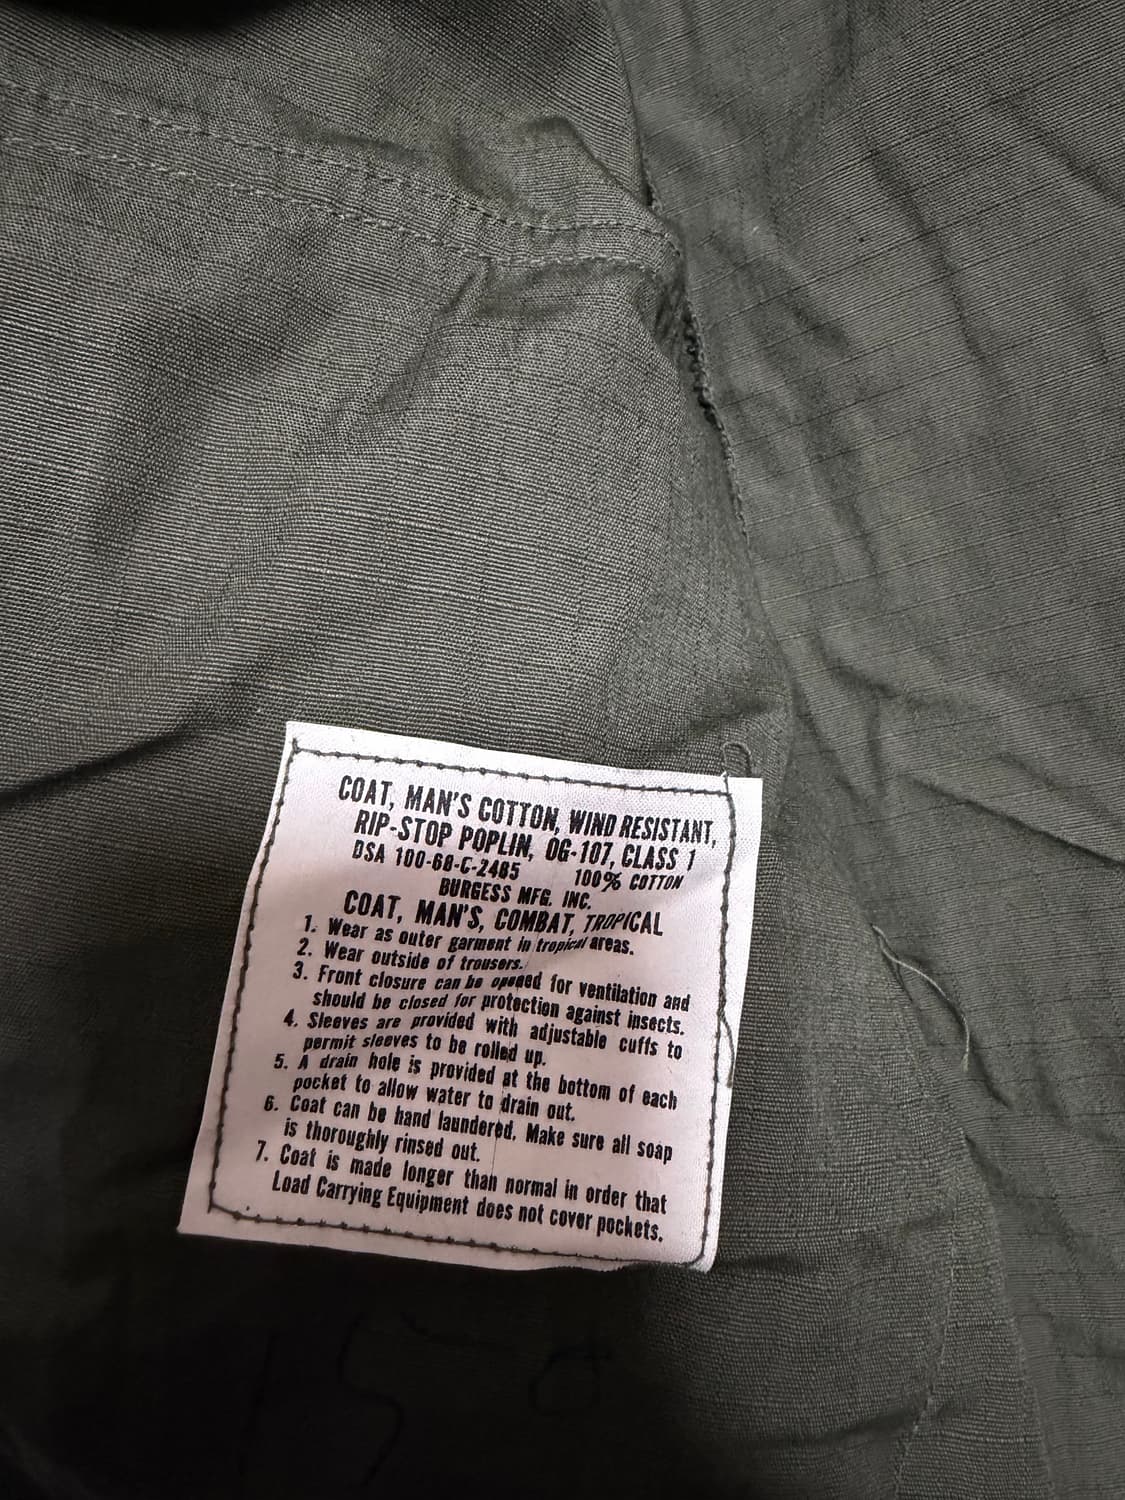 COAT, MAN'S COTTON, WIND RESISTANT,
RIP-STOP POPLIN, OG-107, CLASS 1
DSA 100-68-C-2485 100% COTTON
BURGESS MFG. INC.
COAT, MAN'S, COMBAT, TROPICAL
1. Wear as outer garment in tropical areas.
2. Wear outside of trousers.
3. Front closure can be opened for ventilation and
should be closed for protection against insects.
4. Sleeves are provided with adjustable cuffs to
permit sleeves to be rolled up.
5. A drain hole is provided at the bottom of each
pocket to allow water to drain out.
6. Coat can be hand laundered. Make sure all soap
is thoroughly rinsed out.
7. Coat is made longer than normal in order that
Load Carrying Equipment does not cover pockets.